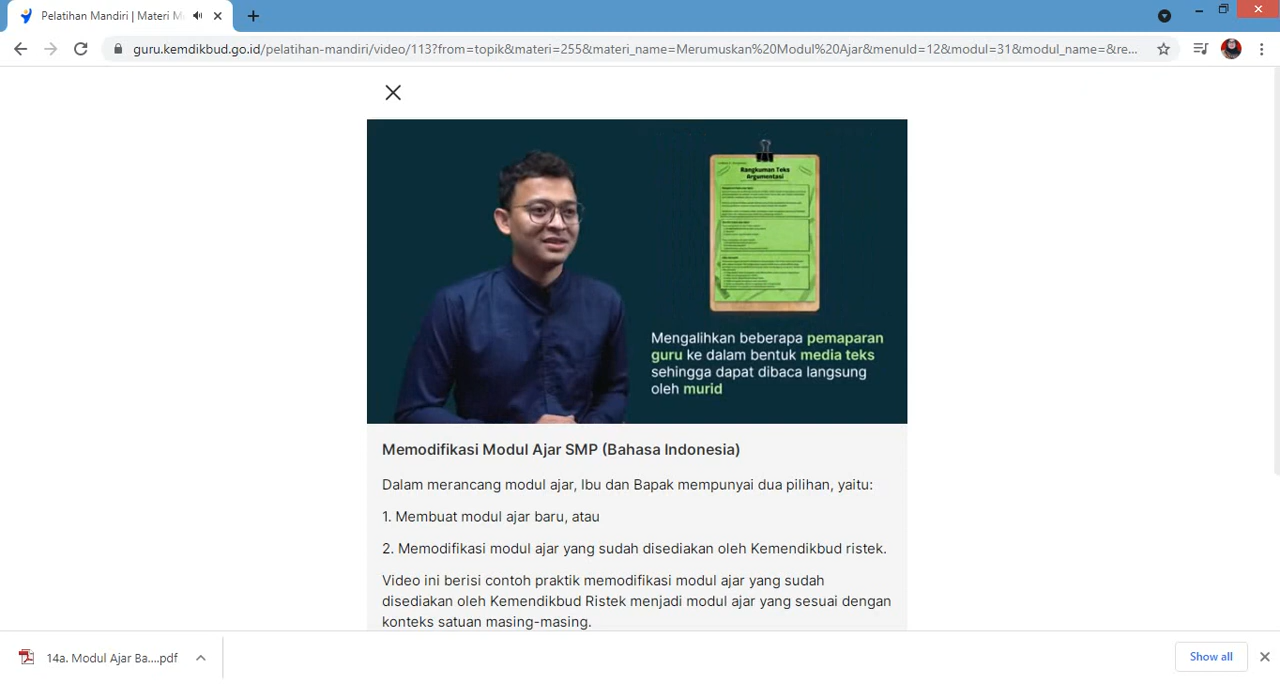 Pelatihan Mandiri | Materi M
guru.kemdikbud.go.id/pelatihan-mandiri/video/113?from=topik&materi=255&materi_name=Merumuskan%20Modul%20Ajar&menuId=12&modul=31&modul_name=&re...
Rangkuman Teks
Argumentasi
Mengalihkan beberapa pemaparan
guru ke dalam bentuk media teks
sehingga dapat dibaca langsung
oleh murid
Memodifikasi Modul Ajar SMP (Bahasa Indonesia)
Dalam merancang modul ajar, Ibu dan Bapak mempunyai dua pilihan, yaitu:
1. Membuat modul ajar baru, atau
2. Memodifikasi modul ajar yang sudah disediakan oleh Kemendikbud ristek.
Video ini berisi contoh praktik memodifikasi modul ajar yang sudah
disediakan oleh Kemendikbud Ristek menjadi modul ajar yang sesuai dengan
konteks satuan masing-masing.
14a. Modul Ajar Ba....pdf
Show all